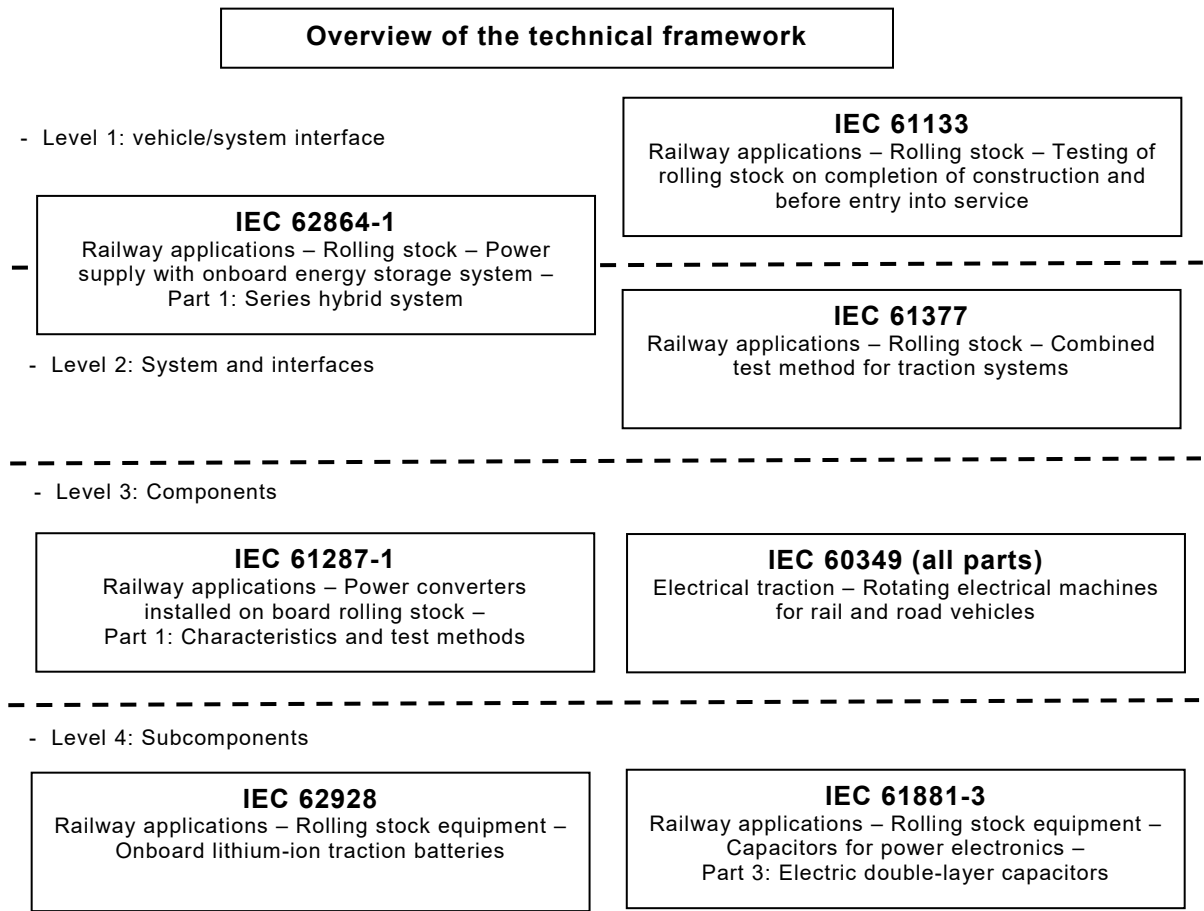 Overview of the technical framework
- Level 1: vehicle/system interface
IEC 61133
Railway applications – Rolling stock – Testing of
rolling stock on completion of construction and
before entry into service
IEC 62864-1
Railway applications – Rolling stock – Power
supply with onboard energy storage system –
Part 1: Series hybrid system
IEC 61377
Railway applications – Rolling stock – Combined
test method for traction systems
- Level 2: System and interfaces
- Level 3: Components
IEC 61287-1
Railway applications – Power converters
installed on board rolling stock –
Part 1: Characteristics and test methods
IEC 60349 (all parts)
Electrical traction – Rotating electrical machines
for rail and road vehicles
- Level 4: Subcomponents
IEC 62928
Railway applications – Rolling stock equipment –
Onboard lithium-ion traction batteries
IEC 61881-3
Railway applications – Rolling stock equipment –
Capacitors for power electronics –
Part 3: Electric double-layer capacitors